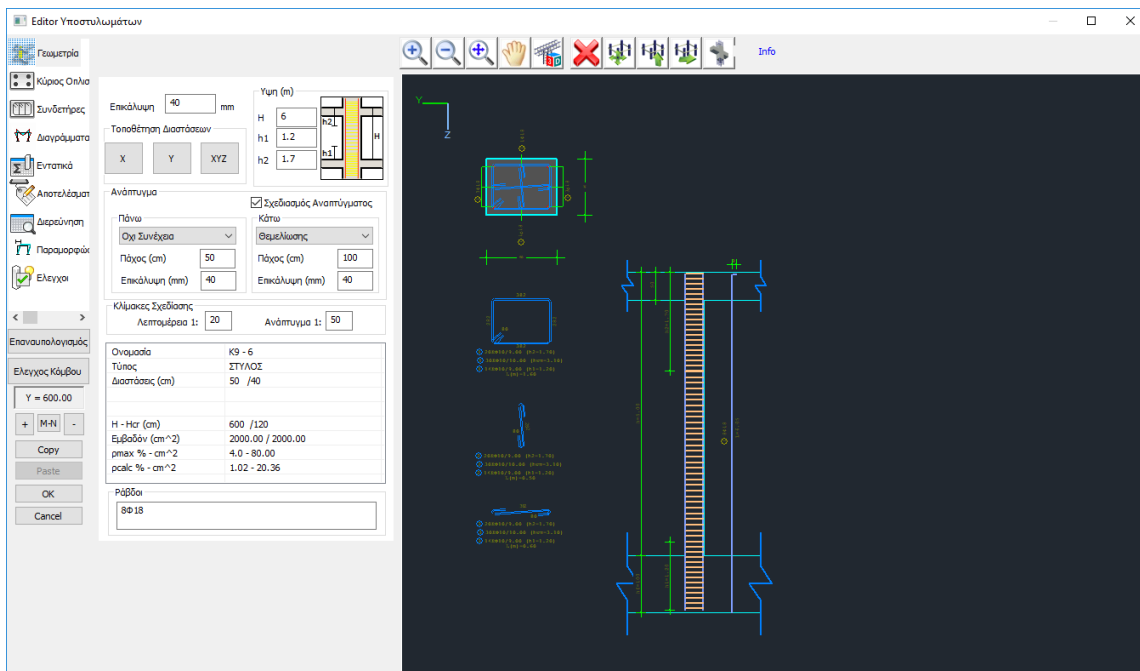 Editor Υποστυλωμάτων
Γεωμετρία
Κύριος Οπλισ
Συνδετήρες
Διαγράμματα
Εντατικά
Αποτελέσματ
Διερεύνηση
Παραμορφώ
Ελεγχοι
Επαναυπολογισμός
Ελεγχος Κόμβου
Y = 600.00
+ M-N -
Copy
Paste
OK
Cancel
Επικάλυψη 40 mm
Τοποθέτηση Διαστάσεων
X Y XYZ
Υψη (m)
H 6
h1 1.2
h2 1.7
h2
H
h1
Ανάπτυγμα
Σχεδιασμός Αναπτύγματος
Πάνω
Οχι Συνέχεια
Πάχος (cm) 50
Επικάλυψη (mm) 40
Κάτω
Θεμελίωσης
Πάχος (cm) 100
Επικάλυψη (mm) 40
Κλίμακες Σχεδίασης
Λεπτομέρεια 1: 20 Ανάπτυγμα 1: 50
Ονομασία K9 - 6
Τύπος ΣΤΥΛΟΣ
Διαστάσεις (cm) 50 /40
H - Hcr (cm) 600 /120
Εμβαδόν (cm^2) 2000.00 / 2000.00
ρmax % - cm^2 4.0 - 80.00
ρcalc % - cm^2 1.02 - 20.36
Ράβδοι
8Φ18
3D
Info
Y
Z